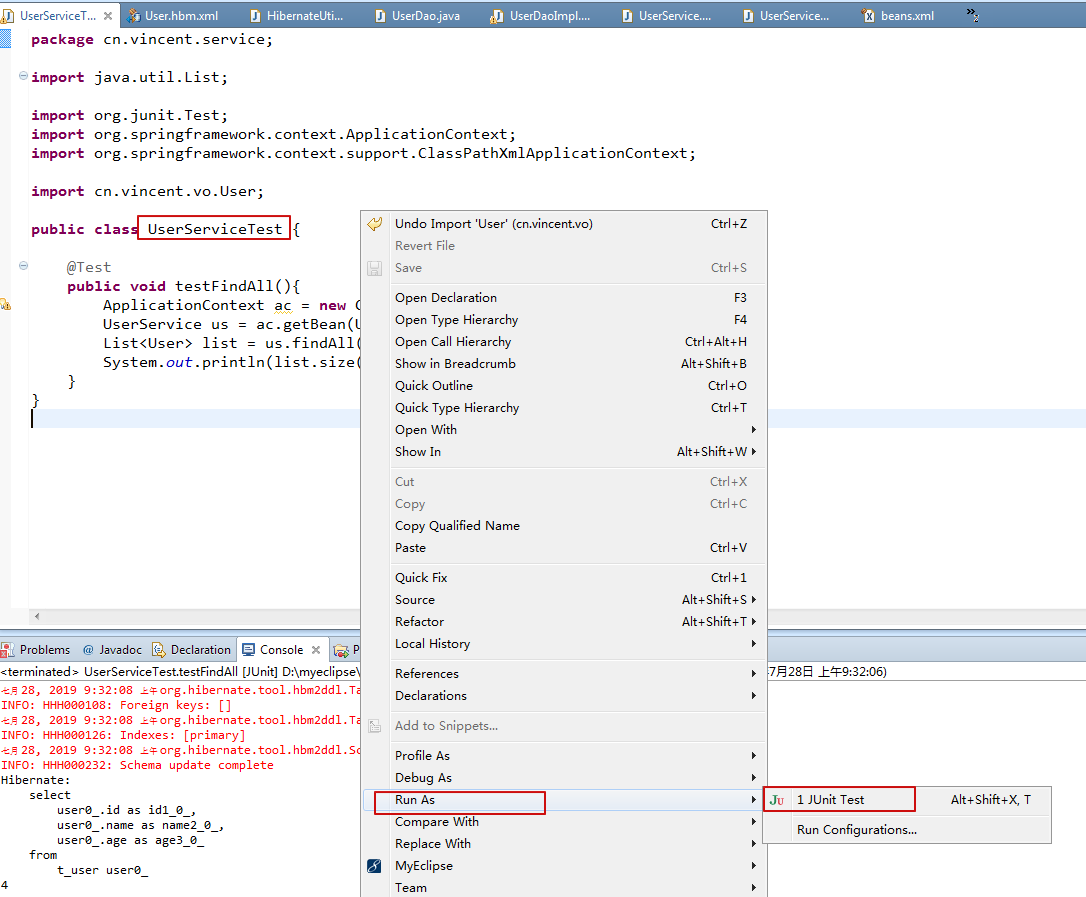 UserServiceT...
User.hbm.xml
HibernateUti...
UserDao.java
UserDaoImpl....
UserService....
UserService...
beans.xml
package cn.vincent.service;
import java.util.List;
import org.junit.Test;
import org.springframework.context.ApplicationContext;
import org.springframework.context.support.ClassPathXmlApplicationContext;
import cn.vincent.vo.User;
public class UserServiceTest {
@Test
public void testFindAll(){
ApplicationContext ac = new C
UserService us = ac.getBean(U
List<User> list = us.findAll(
System.out.println(list.size(
}
}
Undo Import 'User' (cn.vincent.vo) Ctrl+Z
Revert File
Save Ctrl+S
Open Declaration F3
Open Type Hierarchy F4
Open Call Hierarchy Ctrl+Alt+H
Show in Breadcrumb Alt+Shift+B
Quick Outline Ctrl+O
Quick Type Hierarchy Ctrl+T
Open With
Show In Alt+Shift+W
Cut Ctrl+X
Copy Ctrl+C
Copy Qualified Name
Paste Ctrl+V
Quick Fix Ctrl+1
Source Alt+Shift+S
Refactor Alt+Shift+T
Local History
References
Declarations
Add to Snippets...
Profile As
Debug As
Run As
Compare With
Replace With
MyEclipse
Team
Ju 1 JUnit Test Alt+Shift+X, T
Run Configurations...
Problems
@ Javadoc
Declaration
Console
P
<terminated> UserServiceTest.testFindAll [JUnit] D:\myeclipse\
7月28日 上午9:32:06)
七月 28, 2019 9:32:08 上午 org.hibernate.tool.hbm2ddl.Ta
INFO: HHH000108: Foreign keys: []
七月 28, 2019 9:32:08 上午 org.hibernate.tool.hbm2ddl.Ta
INFO: HHH000126: Indexes: [primary]
七月 28, 2019 9:32:08 上午 org.hibernate.tool.hbm2ddl.Sc
INFO: HHH000232: Schema update complete
Hibernate:
select
user0_.id as id1_0_,
user0_.name as name2_0_,
user0_.age as age3_0_
from
t_user user0_
4